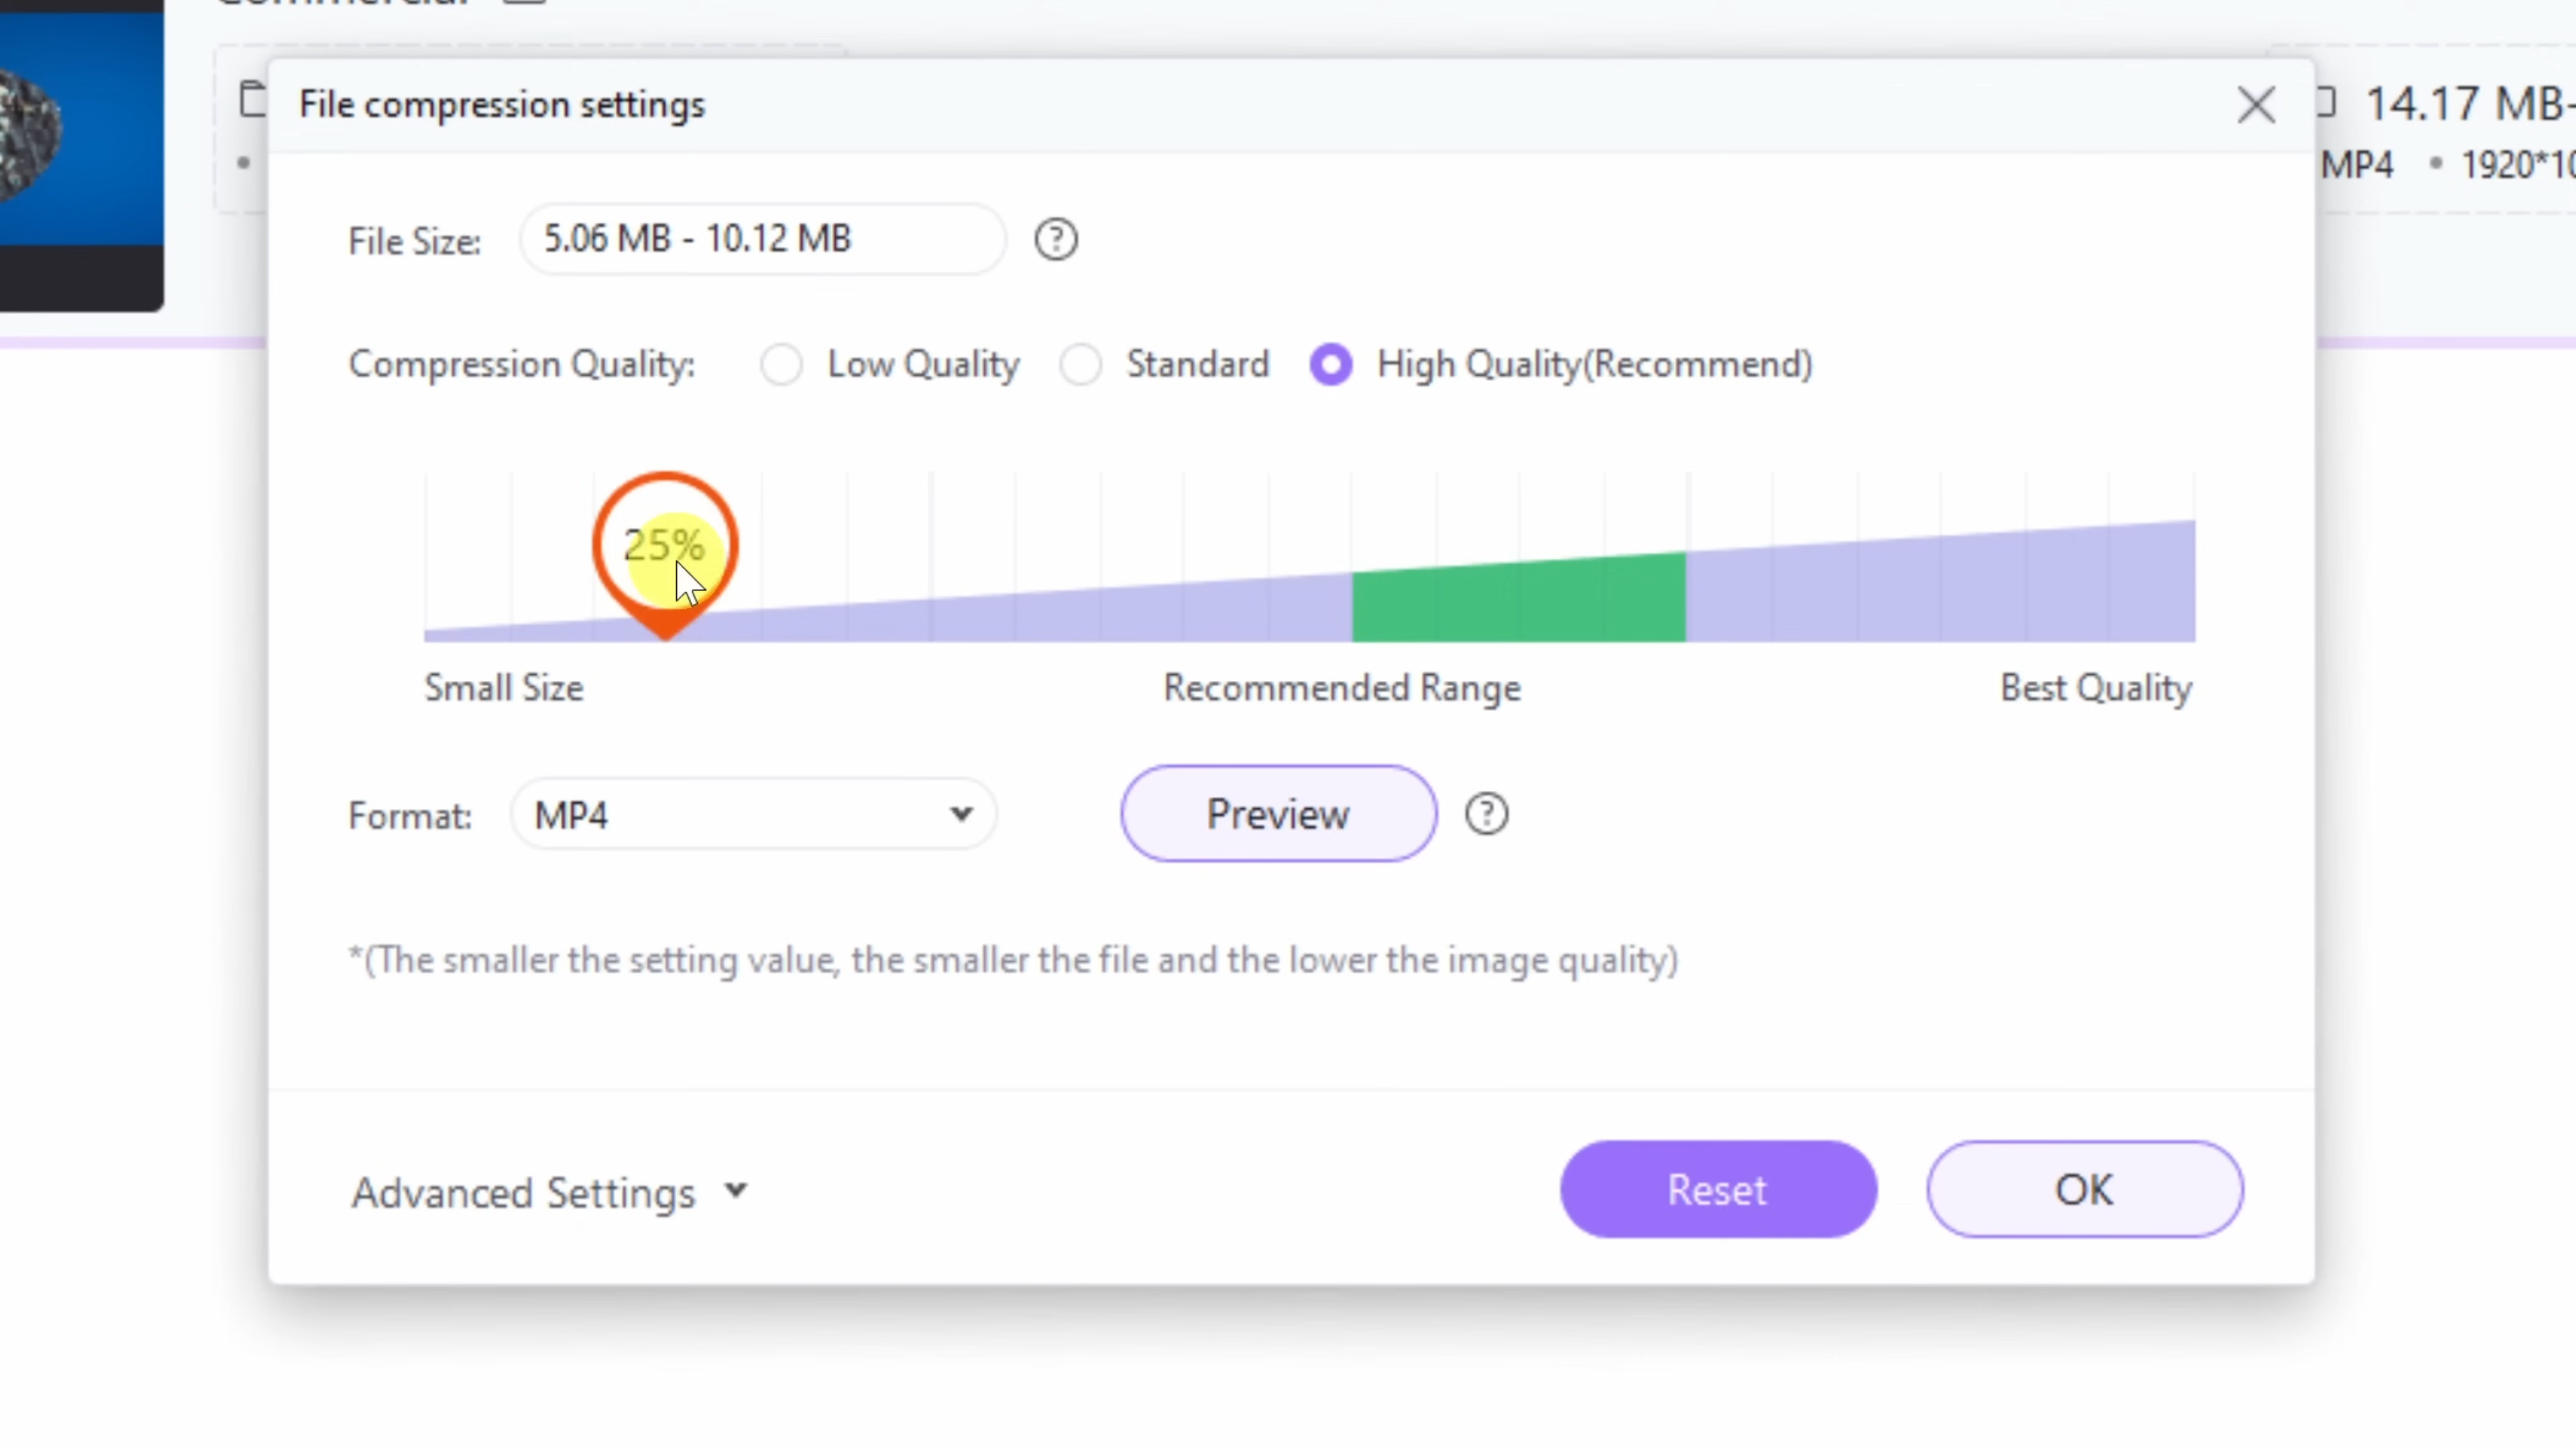 File compression settings
14.17 MB-
MP4 • 1920*10
File Size: 5.06 MB - 10.12 MB ?
Compression Quality: Low Quality Standard High Quality(Recommend)
25%
Small Size Recommended Range Best Quality
Format: MP4 Preview ?
*(The smaller the setting value, the smaller the file and the lower the image quality)
Advanced Settings Reset OK